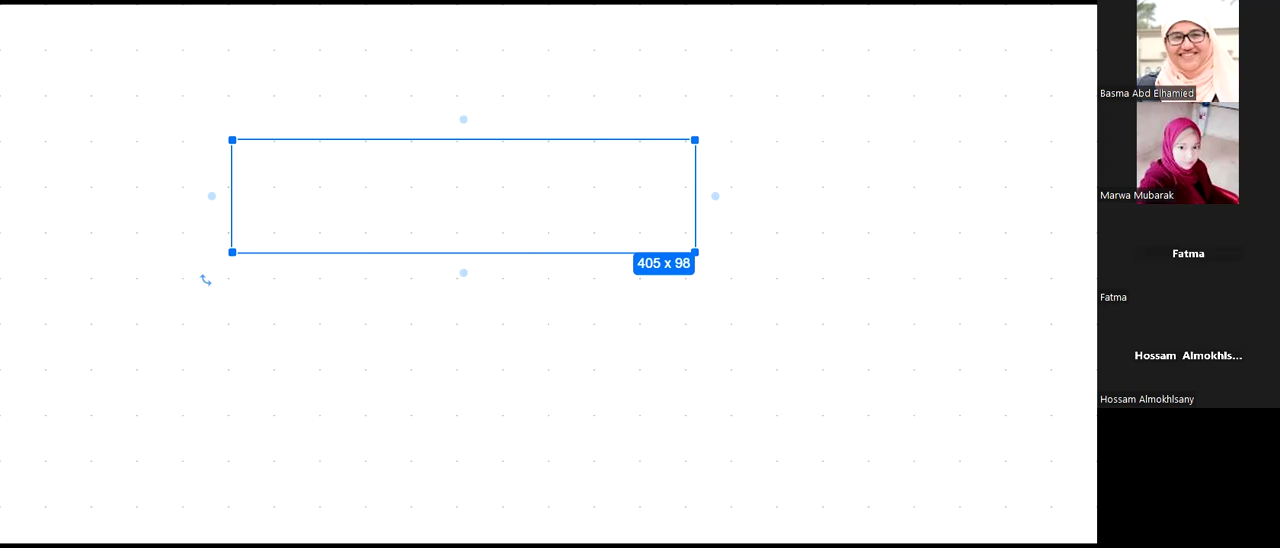 405 x 98
Basma Abd Elhamied
Marwa Mubarak
Fatma
Fatma
Hossam Almokhls...
Hossam Almokhlsany